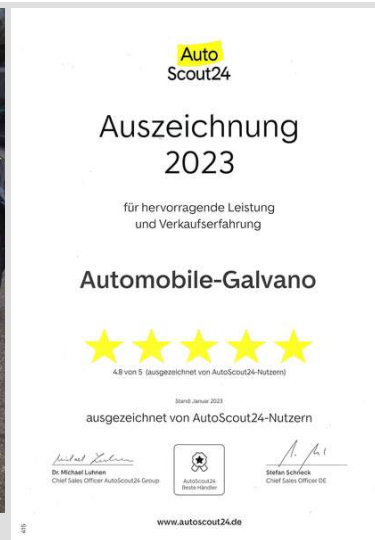 Auto
Scout24
Auszeichnung
2023
für hervorragende Leistung
und Verkaufserfahrung
Automobile-Galvano
4.8 von 5 (ausgezeichnet von AutoScout24-Nutzern)
Stand Januar 2023
ausgezeichnet von AutoScout24-Nutzern
Dr. Michael Luhnen
Chief Sales Officer AutoScout24 Group
AutoScout24
Beste Händler
Stefan Schneck
Chief Sales Officer DE
www.autoscout24.de